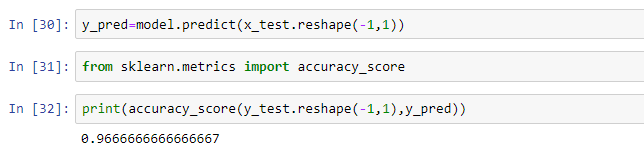 In [30]: y_pred=model.predict(x_test.reshape(-1,1))
In [31]: from sklearn.metrics import accuracy_score
In [32]: print(accuracy_score(y_test.reshape(-1,1),y_pred))
0.9666666666666667